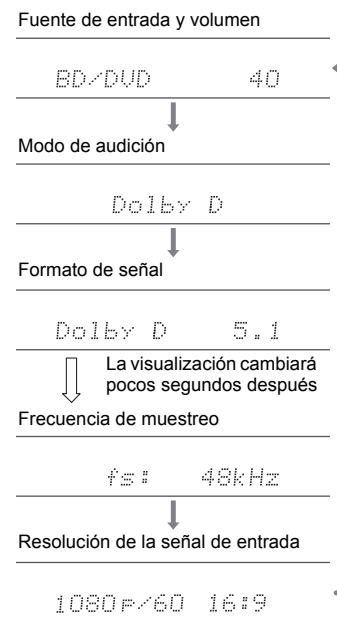 Fuente de entrada y volumen
BD/DVD 40
Modo de audición
Dolby D
Formato de señal
Dolby D 5.1
La visualización cambiará
pocos segundos después
Frecuencia de muestreo
fs: 48kHz
Resolución de la señal de entrada
1080p/60 16:9